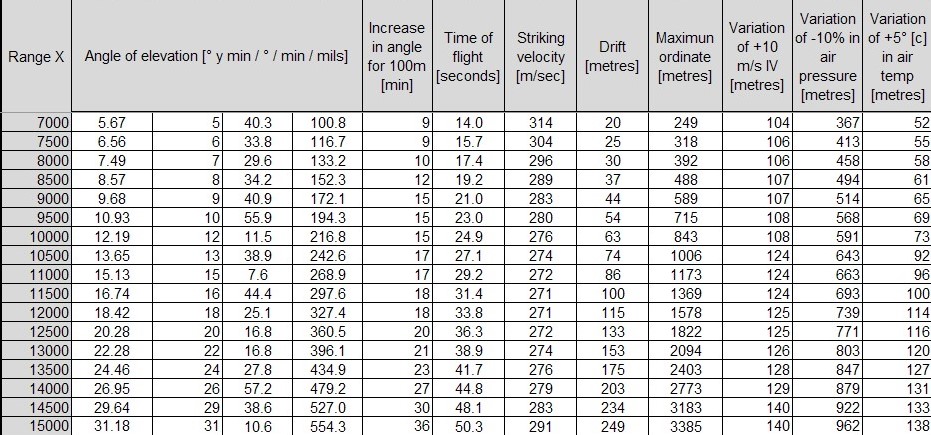 Range X Angle of elevation [° y min / ° / min / mils] Increase in angle for 100m [min] Time of flight [seconds] Striking velocity [m/sec] Drift [metres] Maximun ordinate [metres] Variation of +10 m/s IV [metres] Variation of -10% in air pressure [metres] Variation of +5° [c] in air temp [metres]
7000 5.67 5 40.3 100.8 9 14.0 314 20 249 104 367 52
7500 6.56 6 33.8 116.7 9 15.7 304 25 318 106 413 55
8000 7.49 7 29.6 133.2 10 17.4 296 30 392 106 458 58
8500 8.57 8 34.2 152.3 12 19.2 289 37 488 107 494 61
9000 9.68 9 40.9 172.1 15 21.0 283 44 589 107 514 65
9500 10.93 10 55.9 194.3 15 23.0 280 54 715 108 568 69
10000 12.19 12 11.5 216.8 15 24.9 276 63 843 108 591 73
10500 13.65 13 38.9 242.6 17 27.1 274 74 1006 124 643 92
11000 15.13 15 7.6 268.9 17 29.2 272 86 1173 124 663 96
11500 16.74 16 44.4 297.6 18 31.4 271 100 1369 124 693 100
12000 18.42 18 25.1 327.4 18 33.8 271 115 1578 125 739 114
12500 20.28 20 16.8 360.5 20 36.3 272 133 1822 125 771 116
13000 22.28 22 16.8 396.1 21 38.9 274 153 2094 126 803 120
13500 24.46 24 27.8 434.9 23 41.7 276 175 2403 128 847 127
14000 26.95 26 57.2 479.2 27 44.8 279 203 2773 129 879 131
14500 29.64 29 38.6 527.0 30 48.1 283 234 3183 140 922 133
15000 31.18 31 10.6 554.3 36 50.3 291 249 3385 140 962 138